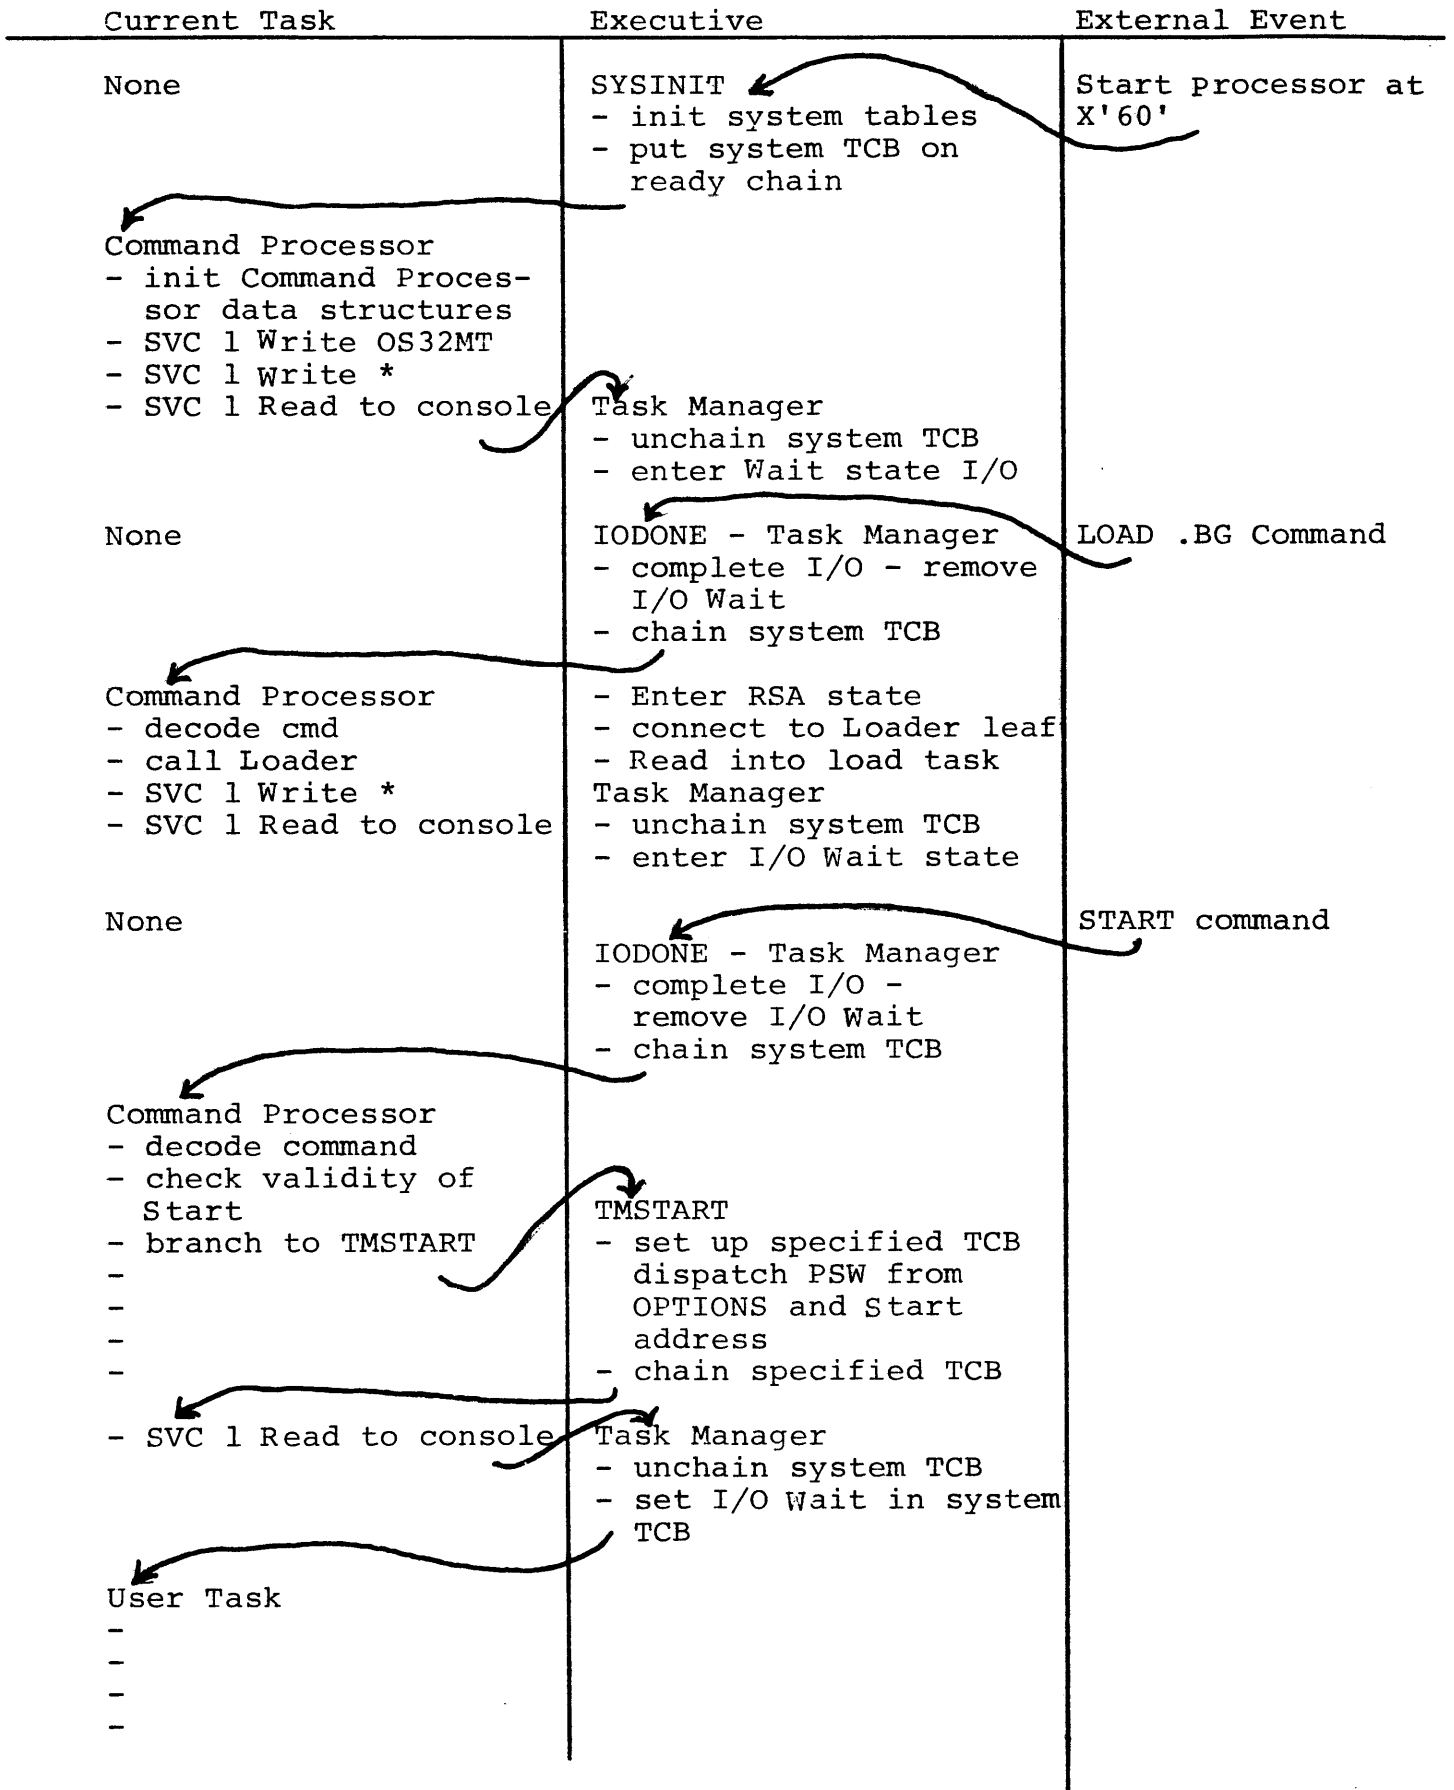 Current Task
Executive
External Event
None
SYSINIT
Start Processor at
- init system tables
X'60'
- put system TCB on
ready chain
Command Processor
- init Command Proces-
sor data structures
- SVC 1 Write OS32MT
- SVC 1 Write *
- SVC 1 Read to console
Task Manager
- unchain system TCB
- enter Wait state I/O
None
IODONE - Task Manager
LOAD .BG Command
- complete I/O - remove
I/O Wait
- chain system TCB
Command Processor
- decode cmd
- call Loader
- SVC 1 Write *
- SVC 1 Read to console
- Enter RSA state
- connect to Loader leaf
- Read into load task
Task Manager
- unchain system TCB
- enter I/O Wait state
None
START command
IODONE - Task Manager
- complete I/O -
remove I/O Wait
- chain system TCB
Command Processor
- decode command
- check validity of
Start
- branch to TMSTART
-
-
-
-
TMSTART
- set up specified TCB
dispatch PSW from
OPTIONS and Start
address
- chain specified TCB
- SVC 1 Read to console
Task Manager
- unchain system TCB
- set I/O Wait in system
TCB
User Task
-
-
-
-